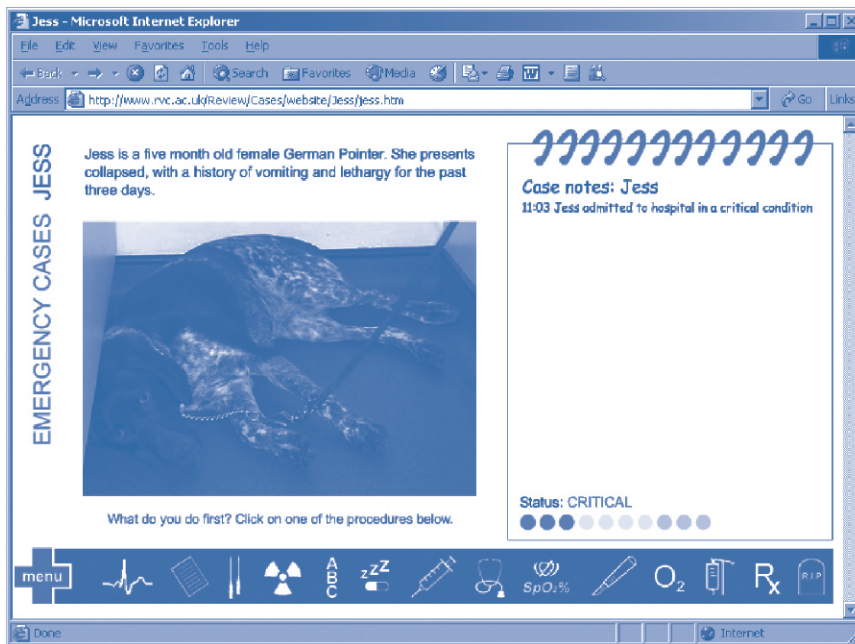 Jess - Microsoft Internet Explorer
File Edit View Favorites Tools Help
Back Search Favorites Media
Address http://www.rvc.ac.uk/Review/Cases/website/Jess/jess.htm Go Links
EMERGENCY CASES JESS
Jess is a five month old female German Pointer. She presents
collapsed, with a history of vomiting and lethargy for the past
three days.
What do you do first? Click on one of the procedures below.
Case notes: Jess
11:03 Jess admitted to hospital in a critical condition
Status: CRITICAL
menu
A
B
C
zzZ
SpO₂%
O₂
Rx
R.I.P
Done Internet